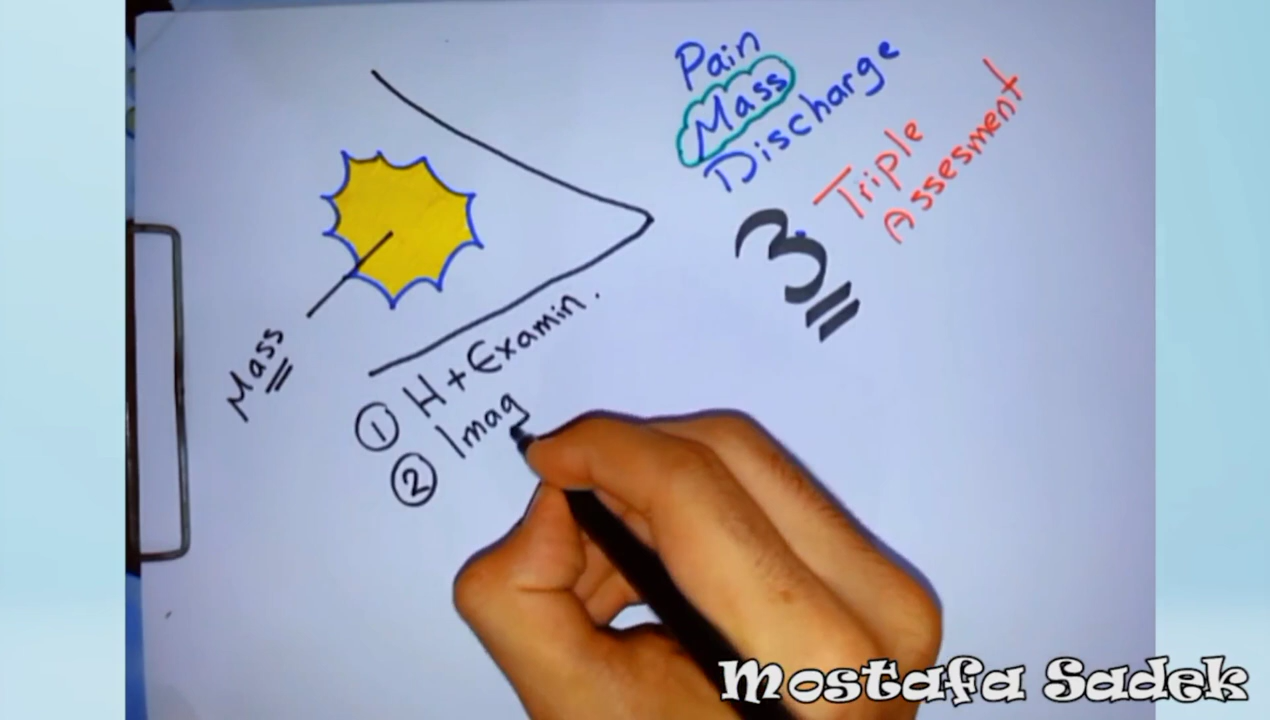 Pain
Mass
Discharge
Triple
Assesment
3
Mass
1 H + Examin.
2 Imag
Mostafa Sadek